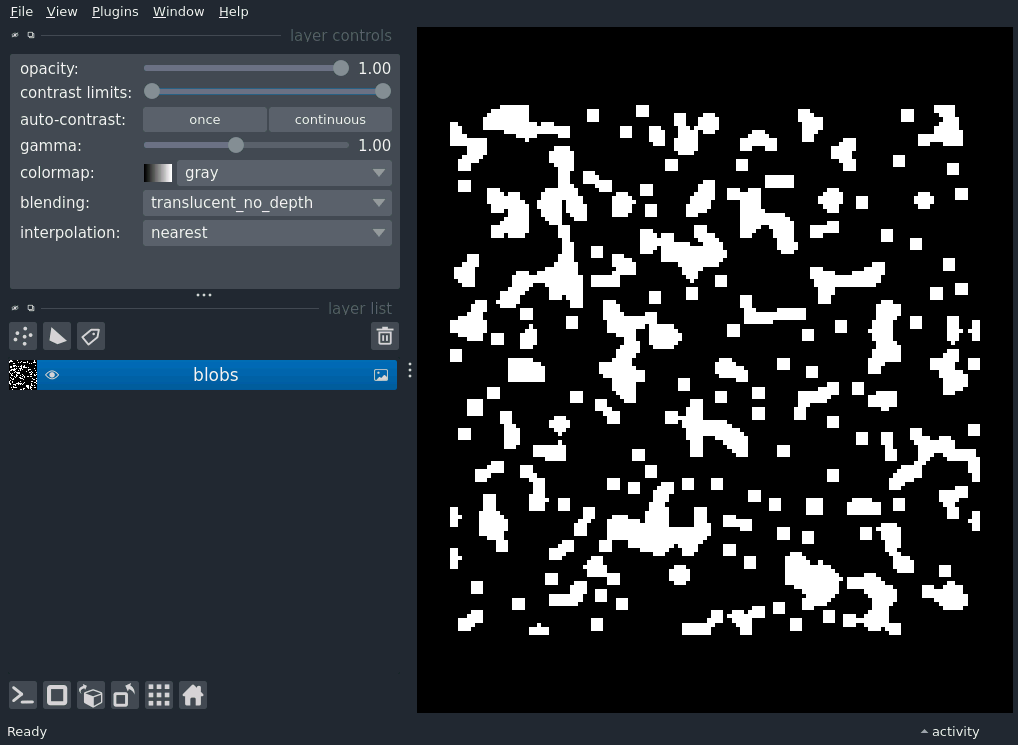 File View Plugins Window Help
layer controls
opacity: 1.00
contrast limits:
auto-contrast: once continuous
gamma: 1.00
colormap: gray
blending: translucent_no_depth
interpolation: nearest
layer list
blobs
Ready activity